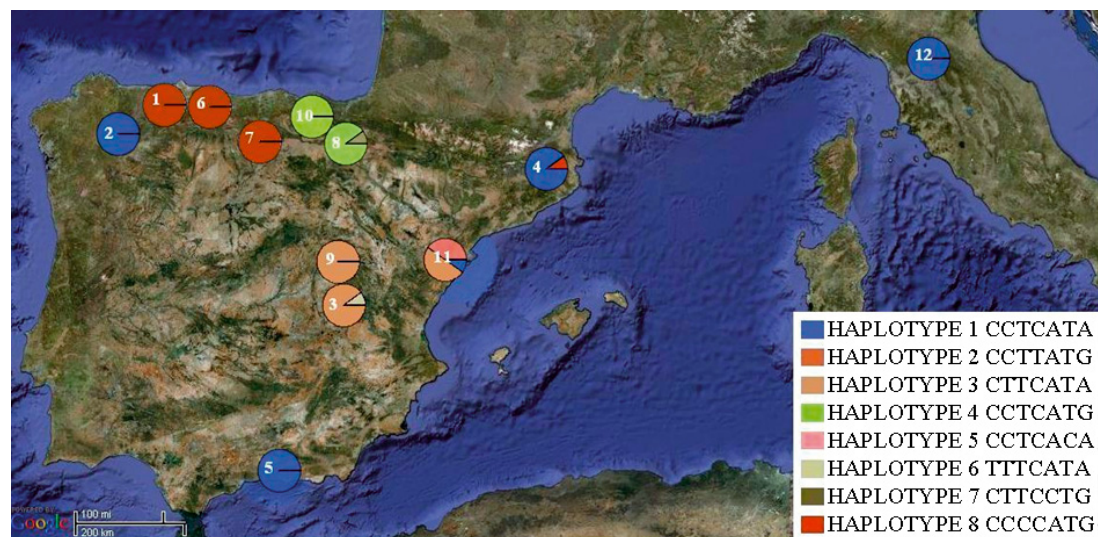 12
1
6
10
2
7
8
4
9
11
3
5
HAPLOTYPE 1 CCTCATA
HAPLOTYPE 2 CCTTATG
HAPLOTYPE 3 CTTCATA
HAPLOTYPE 4 CCTCATG
HAPLOTYPE 5 CCTCACA
HAPLOTYPE 6 TTTCATA
HAPLOTYPE 7 CTTCCTG
HAPLOTYPE 8 CCCCATG
POWERED BY
Google
100 mi
200 km